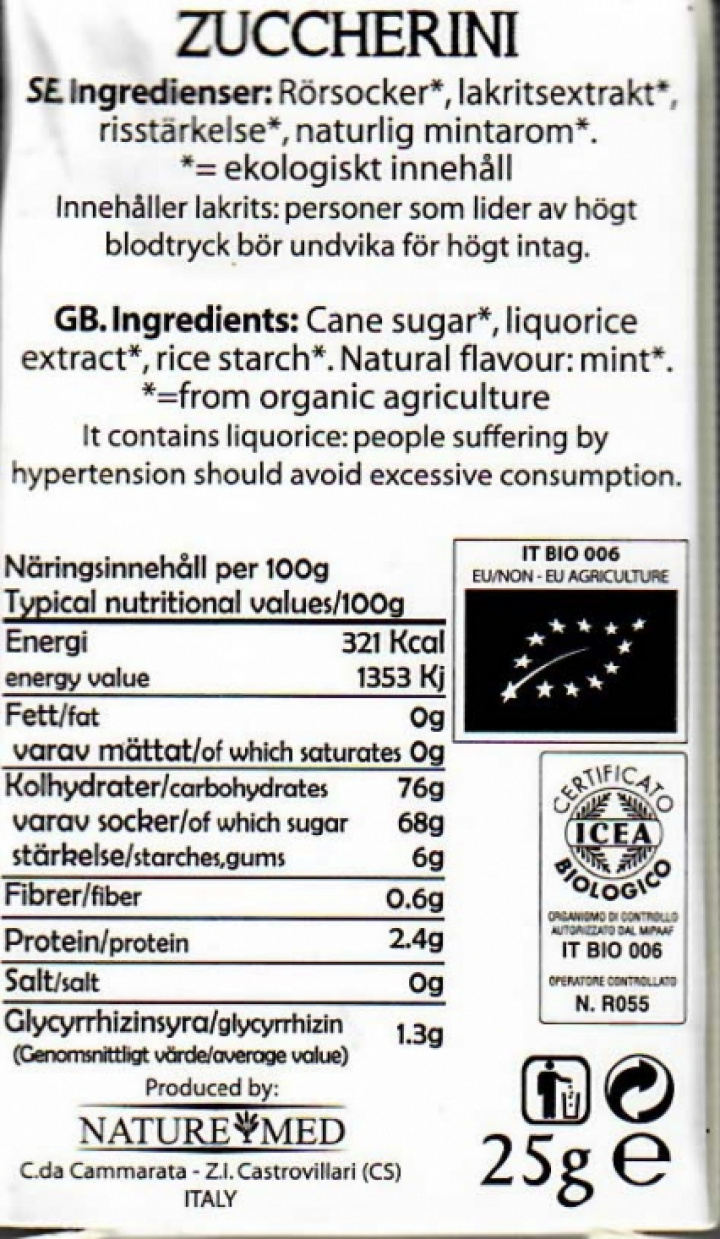 ZUCCHERINI
SE Ingredienser: Rörsocker*, lakritsextrakt*,
risstärkelse*, naturlig mintarom*.
*= ekologiskt innehåll
Innehåller lakrits: personer som lider av högt
blodtryck bör undvika för högt intag.
GB. Ingredients: Cane sugar*, liquorice
extract*, rice starch*. Natural flavour: mint*.
*=from organic agriculture
It contains liquorice: people suffering by
hypertension should avoid excessive consumption.
Näringsinnehåll per 100g
Typical nutritional values/100g
Energi 321 Kcal
energy value 1353 Kj
Fett/fat 0g
varav mättat/of which saturates 0g
Kolhydrater/carbohydrates 76g
varav socker/of which sugar 68g
stärkelse/starches,gums 6g
Fibrer/fiber 0.6g
Protein/protein 2.4g
Salt/salt 0g
Glycyrrhizinsyra/glycyrrhizin 1.3g
(Genomsnittligt värde/average value)
Produced by:
NATURE MED
C.da Cammarata - Z.I. Castrovillari (CS)
ITALY
IT BIO 006
EU/NON - EU AGRICULTURE
CERTIFICATO
ICEA
BIOLOGICO
ORGANISMO DI CONTROLLO
AUTORIZZATO DAL MIPAAF
IT BIO 006
OPERATORE CONTROLLATO
N. R055
25g e